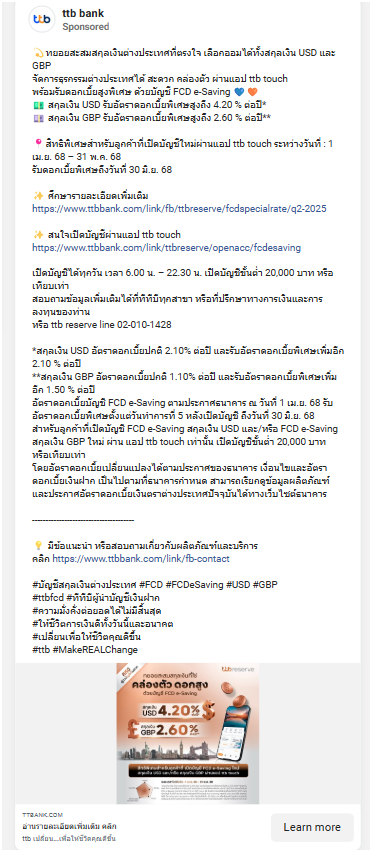 ttb bank
Sponsored
💫 ทยอยสะสมสกุลเงินต่างประเทศที่ตรงใจ เลือกออมได้ทั้งสกุลเงิน USD และ
GBP
จัดการธุรกรรมต่างประเทศได้ สะดวก คล่องตัว ผ่านแอป ttb touch
พร้อมรับดอกเบี้ยสูงพิเศษ ด้วยบัญชี FCD e-Saving 💙 🧡
💵 สกุลเงิน USD รับอัตราดอกเบี้ยพิเศษสูงถึง 4.20 % ต่อปี*
💷 สกุลเงิน GBP รับอัตราดอกเบี้ยพิเศษสูงถึง 2.60 % ต่อปี**
📍 สิทธิพิเศษสำหรับลูกค้าที่เปิดบัญชีใหม่ผ่านแอป ttb touch ระหว่างวันที่ : 1
เม.ย. 68 – 31 พ.ค. 68
รับดอกเบี้ยพิเศษถึงวันที่ 30 มิ.ย. 68
✨ ศึกษารายละเอียดเพิ่มเติม
https://www.ttbbank.com/link/fb/ttbreserve/fcdspecialrate/q2-2025
✨ สนใจเปิดบัญชีผ่านแอป ttb touch
https://www.ttbbank.com/link/ttbreserve/openacc/fcdesaving
เปิดบัญชีได้ทุกวัน เวลา 6.00 น. – 22.30 น. เปิดบัญชีขั้นต่ำ 20,000 บาท หรือ
เทียบเท่า
สอบถามข้อมูลเพิ่มเติมได้ที่ทีทีบีทุกสาขา หรือที่ปรึกษาทางการเงินและการ
ลงทุนของท่าน
หรือ ttb reserve line 02-010-1428
*สกุลเงิน USD อัตราดอกเบี้ยปกติ 2.10% ต่อปี และรับอัตราดอกเบี้ยพิเศษเพิ่มอีก
2.10 % ต่อปี
**สกุลเงิน GBP อัตราดอกเบี้ยปกติ 1.10% ต่อปี และรับอัตราดอกเบี้ยพิเศษเพิ่ม
อีก 1.50 % ต่อปี
อัตราดอกเบี้ยบัญชี FCD e-Saving ตามประกาศธนาคาร ณ วันที่ 1 เม.ย. 68 รับ
อัตราดอกเบี้ยพิเศษตั้งแต่วันทำการที่ 5 หลังเปิดบัญชี ถึงวันที่ 30 มิ.ย. 68
สำหรับลูกค้าที่เปิดบัญชี FCD e-Saving สกุลเงิน USD และ/หรือ FCD e-Saving
สกุลเงิน GBP ใหม่ ผ่าน แอป ttb touch เท่านั้น เปิดบัญชีขั้นต่ำ 20,000 บาท
หรือเทียบเท่า
โดยอัตราดอกเบี้ยเปลี่ยนแปลงได้ตามประกาศของธนาคาร เงื่อนไขและอัตรา
ดอกเบี้ยเงินฝาก เป็นไปตามที่ธนาคารกำหนด สามารถเรียกดูข้อมูลผลิตภัณฑ์
และประกาศอัตราดอกเบี้ยเงินตราต่างประเทศปัจจุบันได้ทางเว็บไซต์ธนาคาร
-----------------------------------
💡 มีข้อแนะนำ หรือสอบถามเกี่ยวกับผลิตภัณฑ์และบริการ
คลิก https://www.ttbbank.com/link/fb-contact
#บัญชีสกุลเงินต่างประเทศ #FCD #FCDeSaving #USD #GBP
#ttbfcd #ทีทีบีผู้นำบัญชีเงินฝาก
#ความมั่งคั่งต่อยอดได้ไม่มีสิ้นสุด
#ให้ชีวิตการเงินดีทั้งวันนี้และอนาคต
#เปลี่ยนเพื่อให้ชีวิตคุณดีขึ้น
#ttb #MakeREALChange
ttbreserve
ทยอยสะสมสกุลเงินที่ใช่
คล่องตัว ดอกสูง
ด้วยบัญชี FCD e-Saving
สกุลเงิน
USD 4.20%
สกุลเงิน
GBP 2.60%
TTBBANK.COM
อ่านรายละเอียดเพิ่มเติม คลิก
ttb เปลี่ยน...เพื่อให้ชีวิตคุณดีขึ้น
Learn more